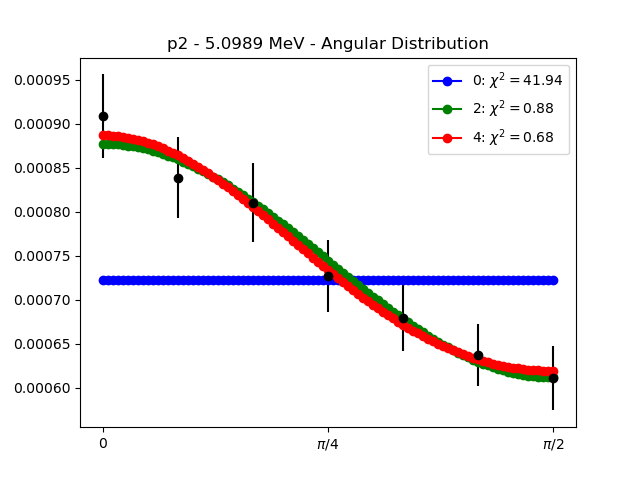 p2 - 5.0989 MeV - Angular Distribution
0: χ² = 41.94
2: χ² = 0.88
4: χ² = 0.68
0.00095
0.00090
0.00085
0.00080
0.00075
0.00070
0.00065
0.00060
0
π/4
π/2